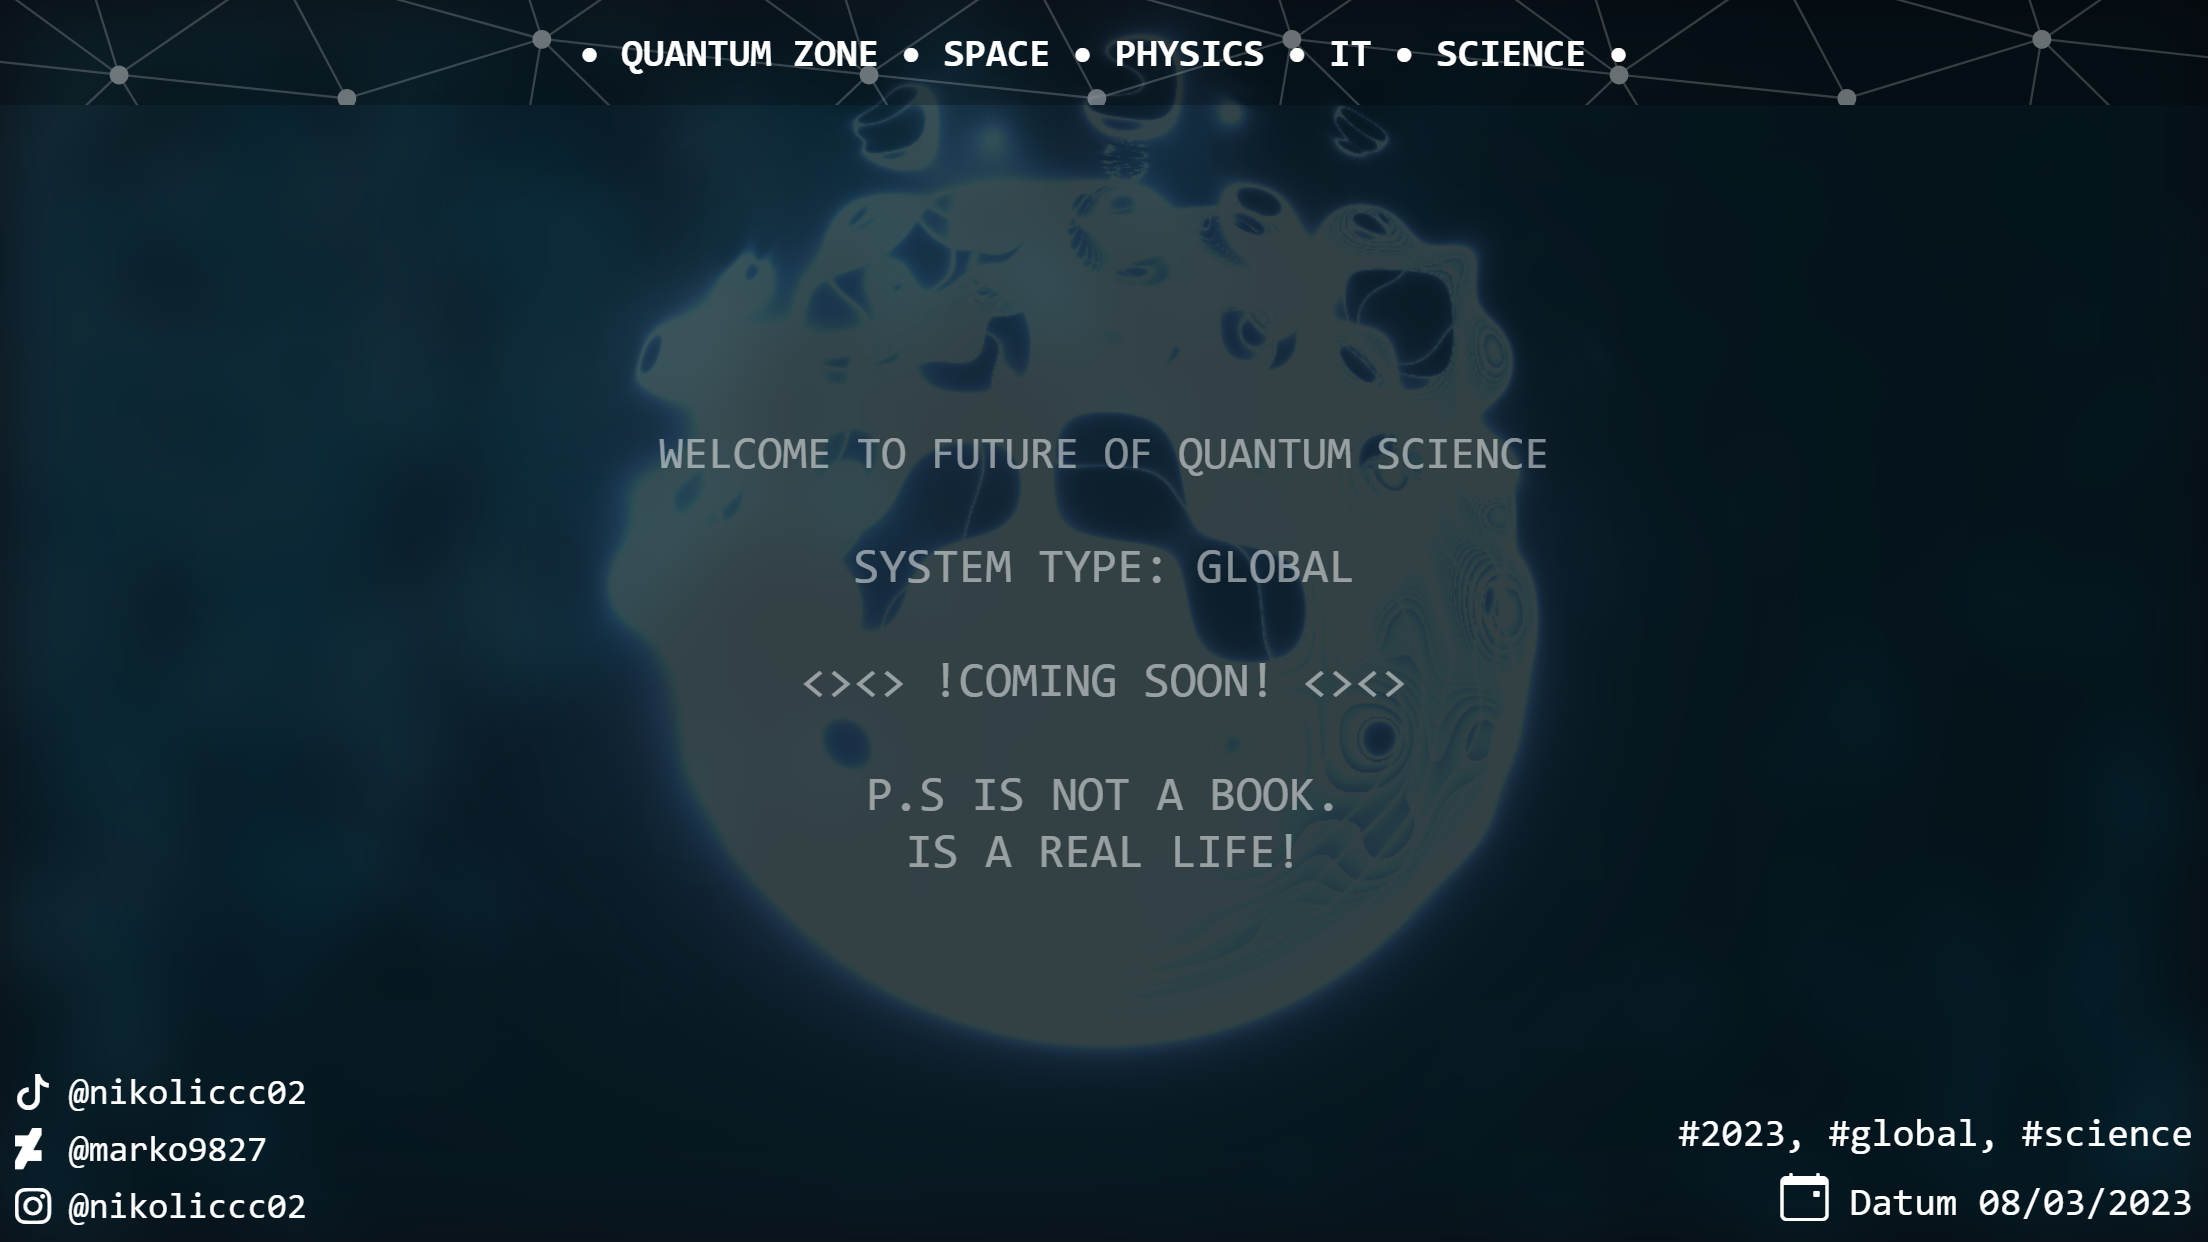 • QUANTUM ZONE • SPACE • PHYSICS • IT • SCIENCE •
WELCOME TO FUTURE OF QUANTUM SCIENCE
SYSTEM TYPE: GLOBAL
<><> !COMING SOON! <><>
P.S IS NOT A BOOK.
IS A REAL LIFE!
@nikoliccc02
@marko9827
@nikoliccc02
#2023, #global, #science
Datum 08/03/2023